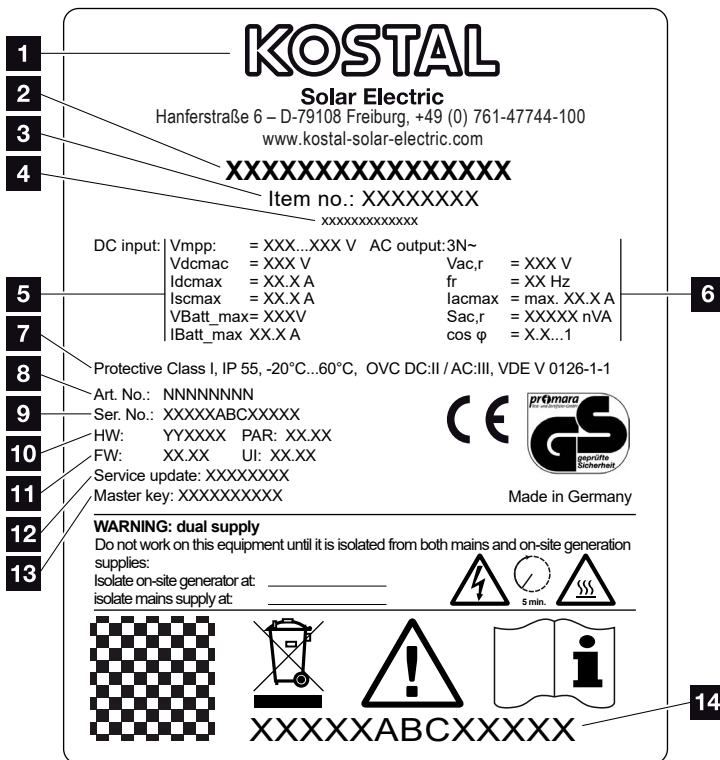 1
KOSTAL
2
Solar Electric
Hanferstraße 6 – D-79108 Freiburg, +49 (0) 761-47744-100
3
www.kostal-solar-electric.com
4
XXXXXXXXXXXXXXXX
Item no.: XXXXXXXX
xxxxxxxxxxxxx
DC input: Vmpp: = XXX...XXX V AC output: 3N~
Vdcmac = XXX V Vac,r = XXX V
Idcmax = XX.X A fr = XX Hz
5
Iscmax = XX.X A Iacmax = max. XX.X A
6
VBatt_max= XXXV Sac,r = XXXXX nVA
IBatt_max XX.X A cos φ = X.X...1
7
Protective Class I, IP 55, -20°C...60°C, OVC DC:II / AC:III, VDE V 0126-1-1
8
Art. No.: NNNNNNNN
9
Ser. No.: XXXXXABCXXXXX
10
HW: YYXXXX PAR: XX.XX
11
FW: XX.XX UI: XX.XX
12
Service update: XXXXXXXX
13
Master key: XXXXXXXXXX
CE
promara
GS
geprüfte
Sicherheit
Made in Germany
WARNING: dual supply
Do not work on this equipment until it is isolated from both mains and on-site generation
supplies:
Isolate on-site generator at:
isolate mains supply at:
5 min.
14
XXXXXABCXXXXX